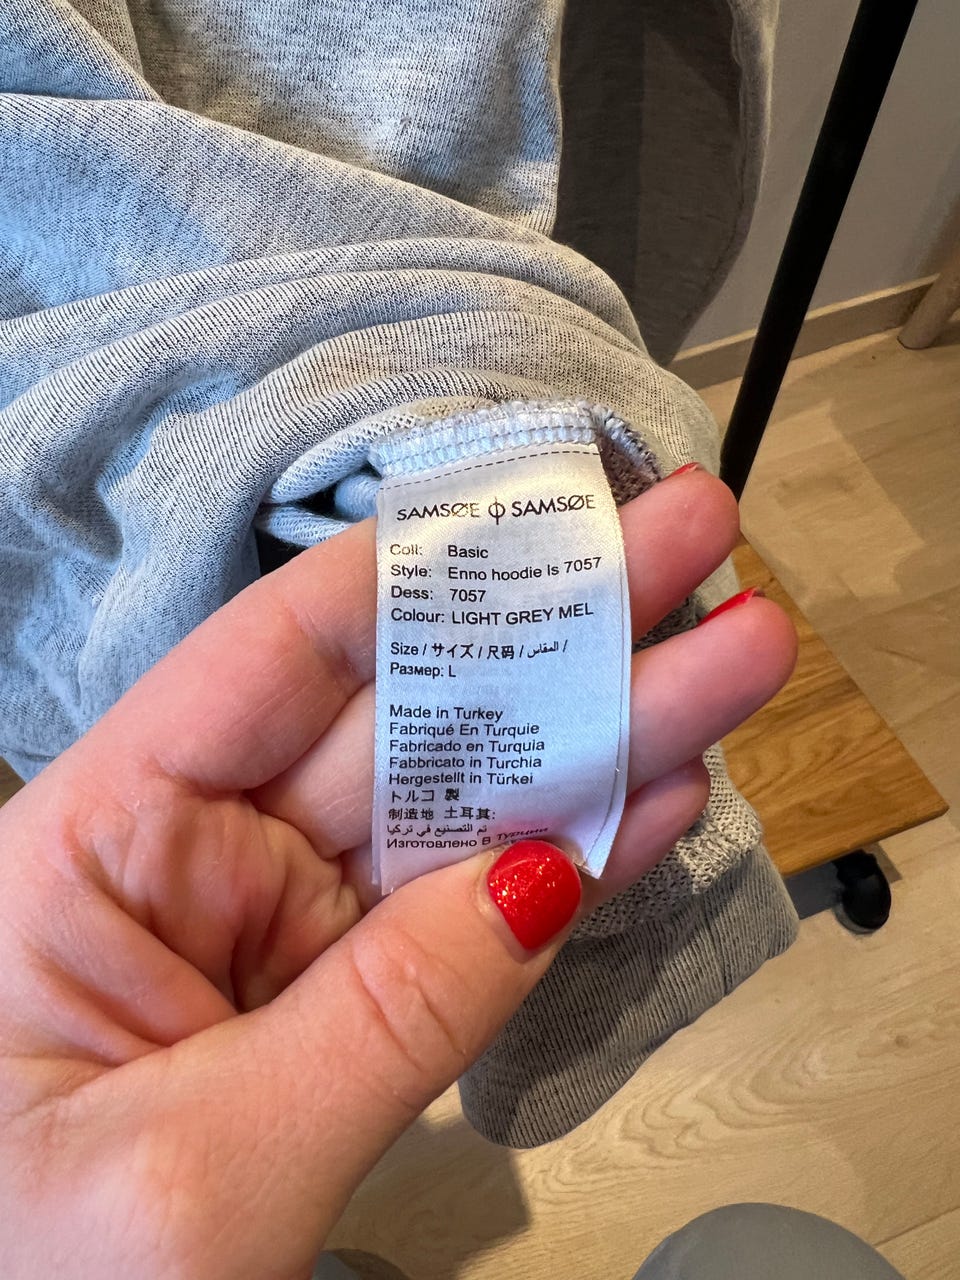 SAMSØE ϕ SAMSØE
Coll: Basic
Style: Enno hoodie ls 7057
Dess: 7057
Colour: LIGHT GREY MEL
Size / サイズ / 尺码 / المقاس /
Размер: L
Made in Turkey
Fabriqué En Turquie
Fabricado en Turquia
Fabbricato in Turchia
Hergestellt in Türkei
トルコ 製
制造地 土耳其:
تم التصنيع في تركيا
Изготовлено В Турции